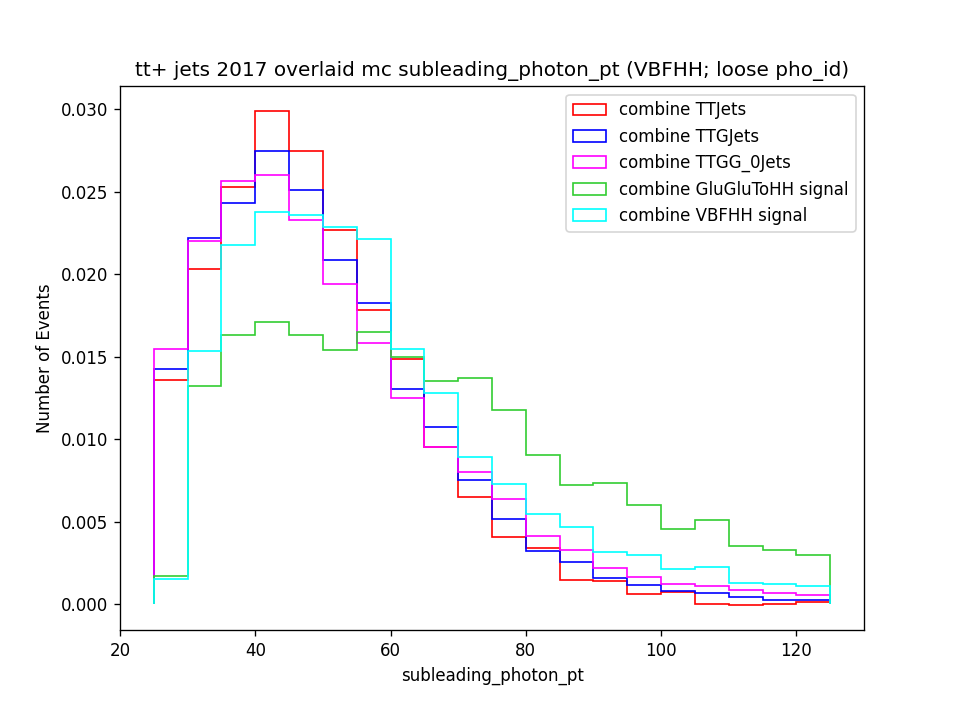 tt+ jets 2017 overlaid mc subleading_photon_pt (VBFHH; loose pho_id)
combine TTJets
combine TTGJets
combine TTGG_0Jets
combine GluGluToHH signal
combine VBFHH signal
Number of Events
0.030
0.025
0.020
0.015
0.010
0.005
0.000
20 40 60 80 100 120
subleading_photon_pt